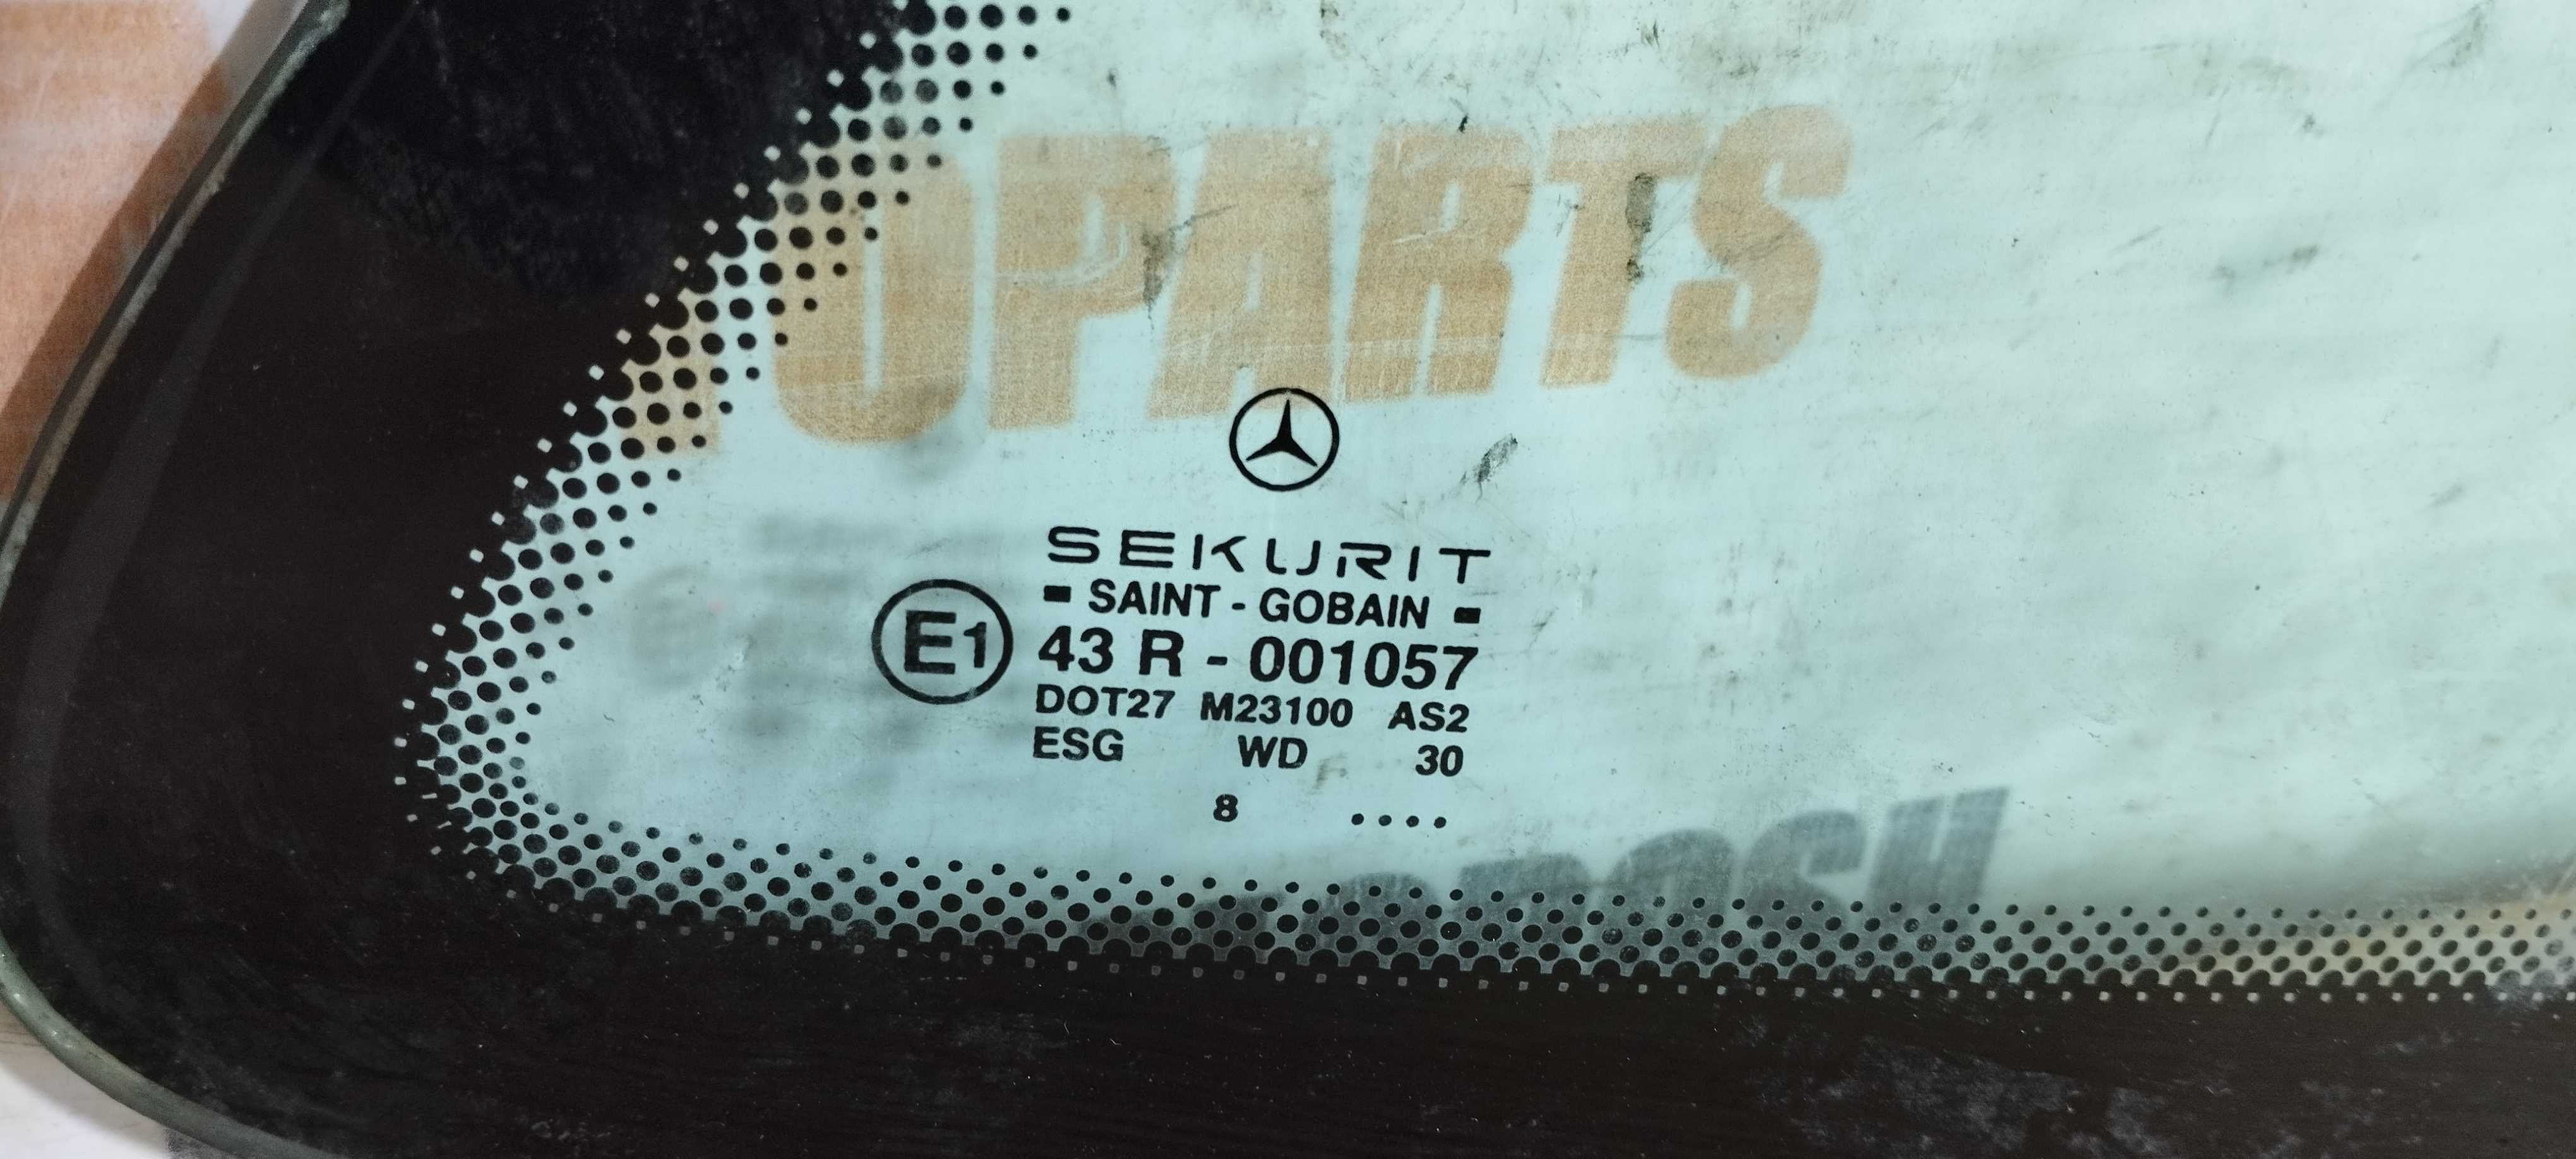 OPARTS
SEKURIT
- SAINT - GOBAIN -
E1
43 R - 001057
DOT27 M23100 AS2
ESG WD 30
8 ....